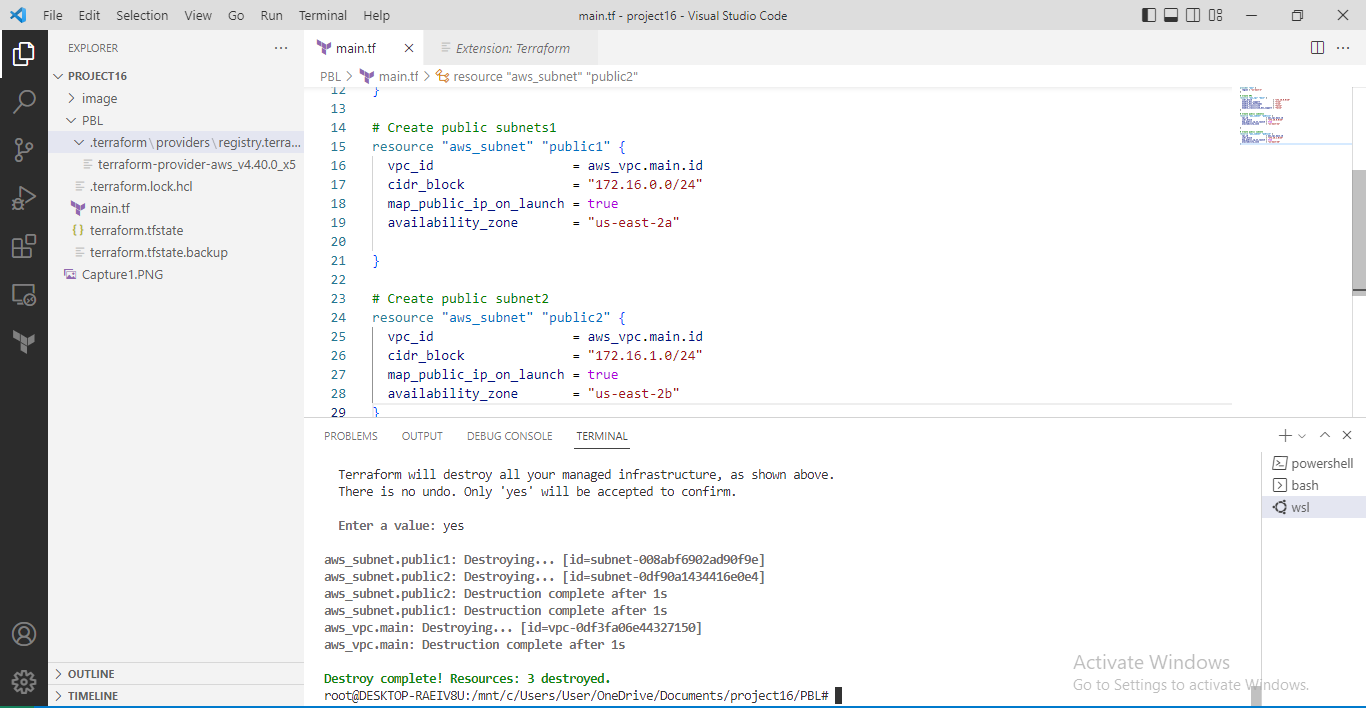 File Edit Selection View Go Run Terminal Help main.tf - project16 - Visual Studio Code
EXPLORER ···
PROJECT16
image
PBL
.terraform\providers\registry.terra...
terraform-provider-aws_v4.40.0_x5
.terraform.lock.hcl
main.tf
{} terraform.tfstate
terraform.tfstate.backup
Capture1.PNG
OUTLINE
TIMELINE
main.tf Extension: Terraform
PBL > main.tf > resource "aws_subnet" "public2"
12 }
13
14 # Create public subnets1
15 resource "aws_subnet" "public1" {
16 vpc_id = aws_vpc.main.id
17 cidr_block = "172.16.0.0/24"
18 map_public_ip_on_launch = true
19 availability_zone = "us-east-2a"
20
21 }
22
23 # Create public subnet2
24 resource "aws_subnet" "public2" {
25 vpc_id = aws_vpc.main.id
26 cidr_block = "172.16.1.0/24"
27 map_public_ip_on_launch = true
28 availability_zone = "us-east-2b"
29 }
PROBLEMS OUTPUT DEBUG CONSOLE TERMINAL
Terraform will destroy all your managed infrastructure, as shown above.
There is no undo. Only 'yes' will be accepted to confirm.
Enter a value: yes
aws_subnet.public1: Destroying... [id=subnet-008abf6902ad90f9e]
aws_subnet.public2: Destroying... [id=subnet-0df90a1434416e0e4]
aws_subnet.public2: Destruction complete after 1s
aws_subnet.public1: Destruction complete after 1s
aws_vpc.main: Destroying... [id=vpc-0df3fa06e44327150]
aws_vpc.main: Destruction complete after 1s
Destroy complete! Resources: 3 destroyed.
root@DESKTOP-RAEIV8U:/mnt/c/Users/User/OneDrive/Documents/project16/PBL#
powershell
bash
wsl
Activate Windows
Go to Settings to activate Windows.